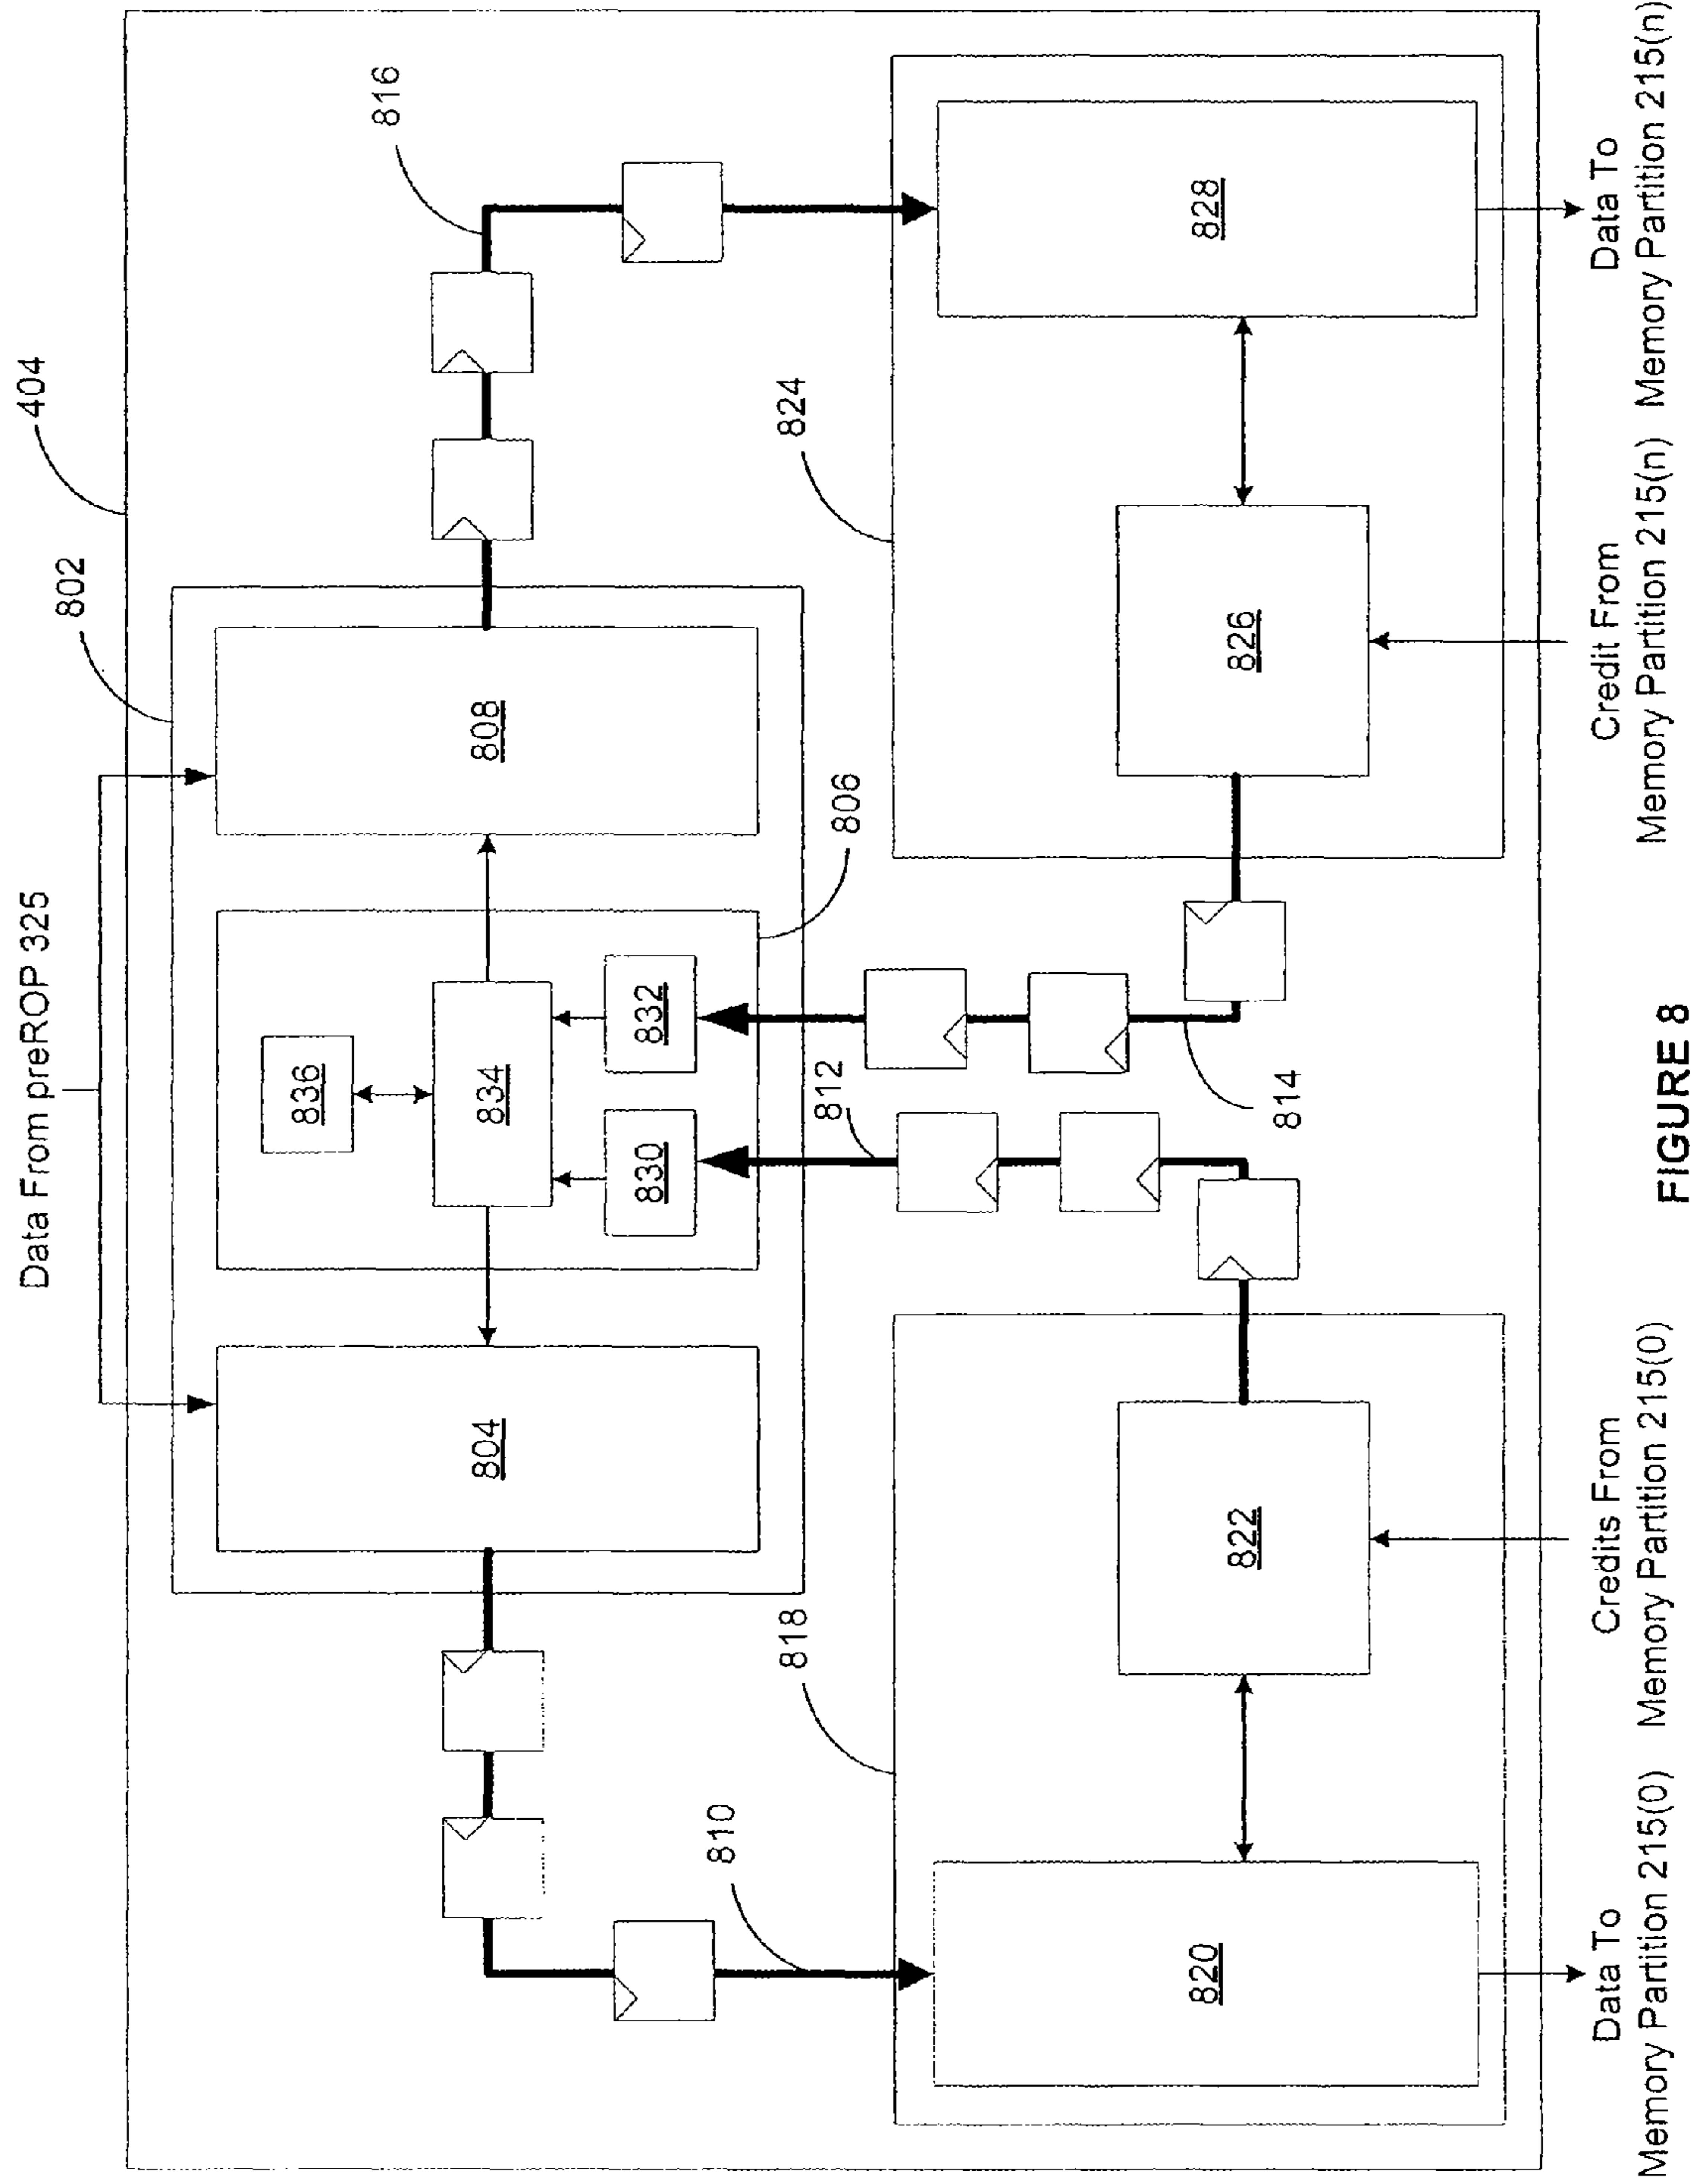 Data From preROP 325
404
802
816
804
836
834
830
832
808
806
810
812
814
818
824
820
822
826
828
Data To
Memory Partition 215(0)
Credits From
Memory Partition 215(0)
Credit From
Memory Partition 215(n)
Data To
Memory Partition 215(n)
FIGURE 8